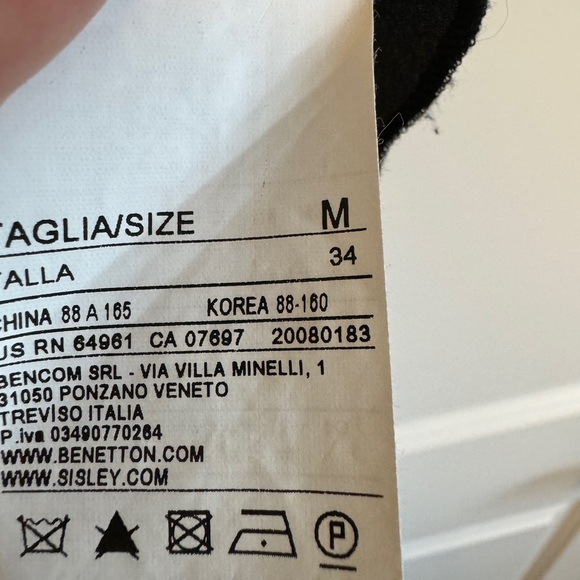 TAGLIA/SIZE M
TALLA 34
CHINA 88 A 165 KOREA 88-160
US RN 64961 CA 07697 20080183
BENCOM SRL - VIA VILLA MINELLI, 1
31050 PONZANO VENETO
TREVISO ITALIA
P.iva 03490770264
WWW.BENETTON.COM
WWW.SISLEY.COM
P